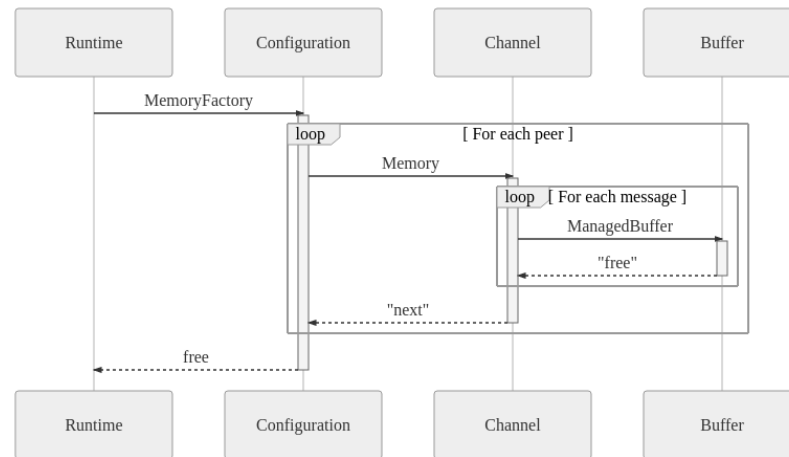 Runtime
Configuration
Channel
Buffer
MemoryFactory
loop
[ For each peer ]
Memory
loop
[ For each message ]
ManagedBuffer
"free"
"next"
free
Runtime
Configuration
Channel
Buffer